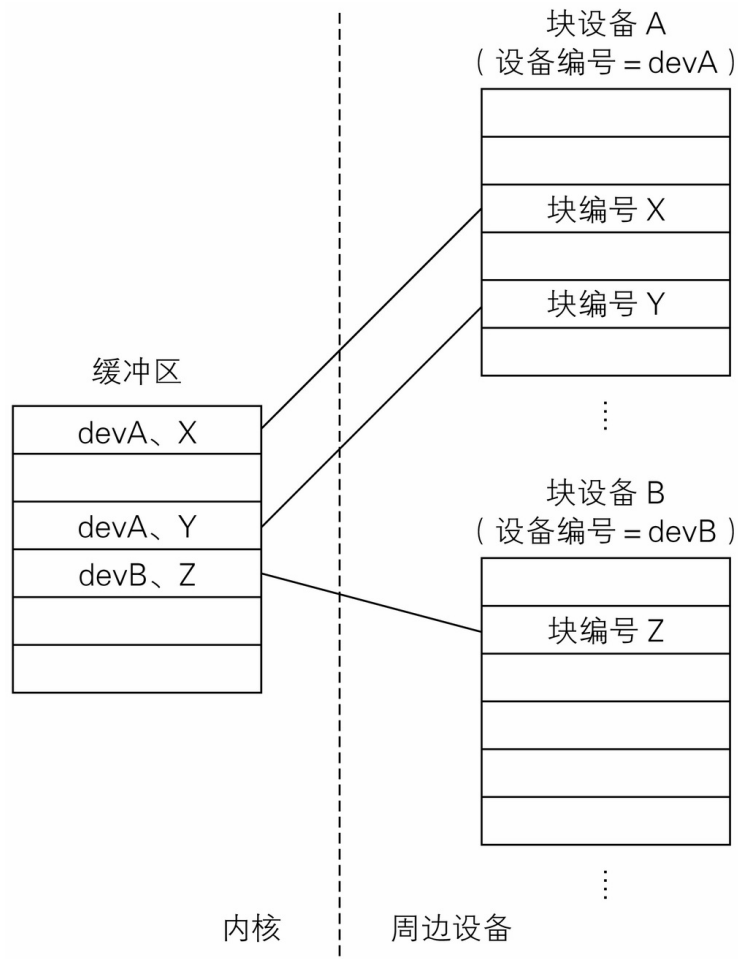 块设备 A
（设备编号＝devA）
块编号 X
块编号 Y
缓冲区
devA、X
devA、Y
devB、Z
块设备 B
（设备编号＝devB）
块编号 Z
内核
周边设备